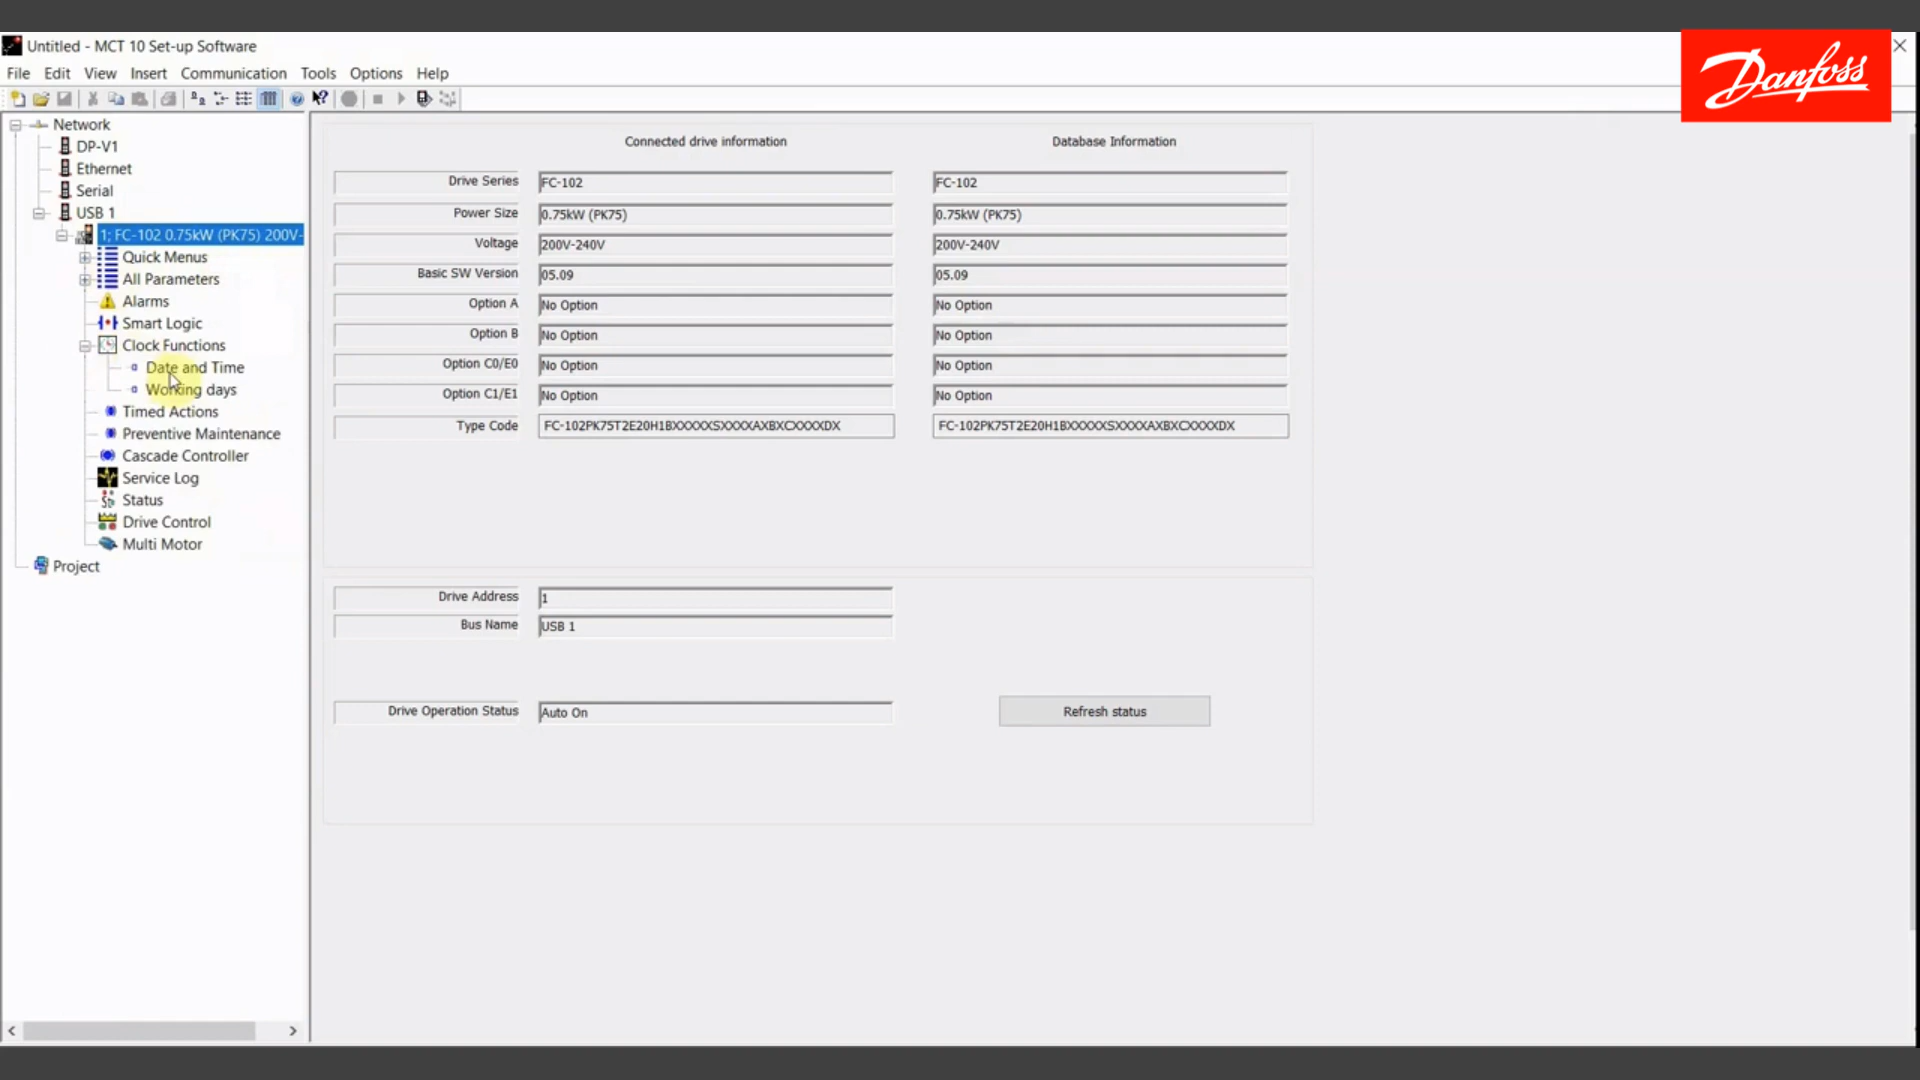 Untitled - MCT 10 Set-up Software
Danfoss
File Edit View Insert Communication Tools Options Help
Network
DP-V1
Ethernet
Serial
USB 1
1; FC-102 0.75kW (PK75) 200V-
Quick Menus
All Parameters
Alarms
Smart Logic
Clock Functions
Date and Time
Working days
Timed Actions
Preventive Maintenance
Cascade Controller
Service Log
Status
Drive Control
Multi Motor
Project
Connected drive information Database Information
Drive Series FC-102 FC-102
Power Size 0.75kW (PK75) 0.75kW (PK75)
Voltage 200V-240V 200V-240V
Basic SW Version 05.09 05.09
Option A No Option No Option
Option B No Option No Option
Option C0/E0 No Option No Option
Option C1/E1 No Option No Option
Type Code FC-102PK75T2E20H1BXXXXXSXXXXAXBXCXXXXDX FC-102PK75T2E20H1BXXXXXSXXXXAXBXCXXXXDX
Drive Address 1
Bus Name USB 1
Drive Operation Status Auto On Refresh status